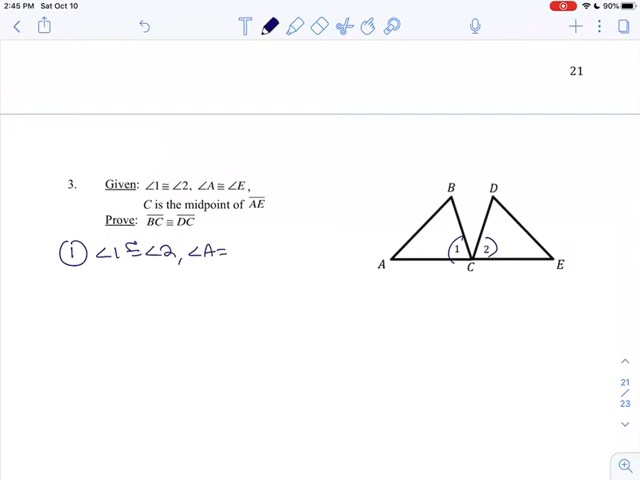 2:45 PM Sat Oct 10
90%
T
21
3. Given: ∠1 ≅ ∠2, ∠A ≅ ∠E,
C is the midpoint of AE
Prove: BC ≅ DC
① ∠1 ≅ ∠2, ∠A =
B D
1 2
A C E
21
/
23